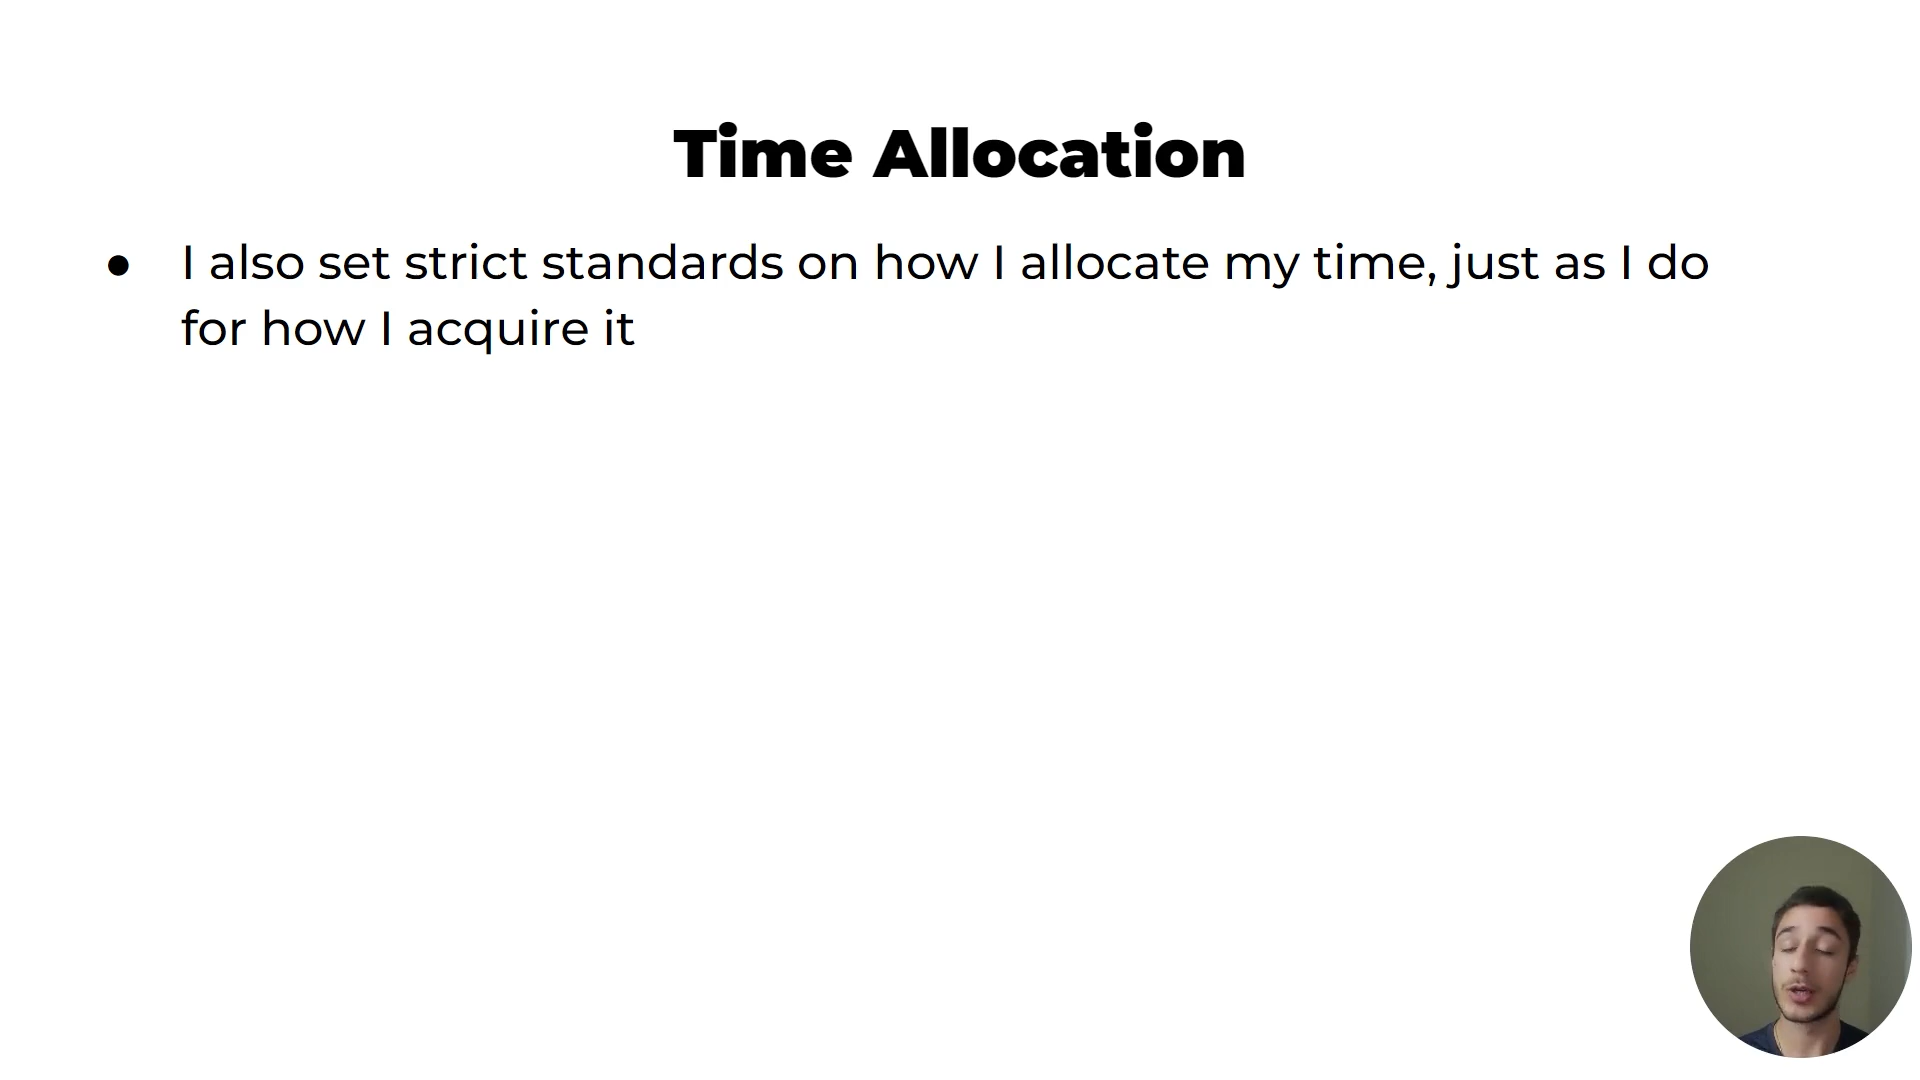 Time Allocation
● I also set strict standards on how I allocate my time, just as I do
for how I acquire it